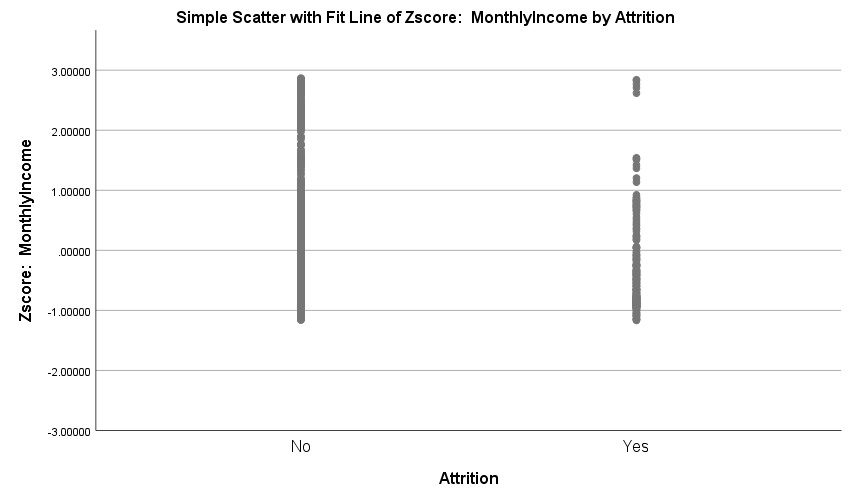 Simple Scatter with Fit Line of Zscore:  MonthlyIncome by Attrition
Zscore:  MonthlyIncome
3.00000
2.00000
1.00000
.00000
-1.00000
-2.00000
-3.00000
No
Yes
Attrition